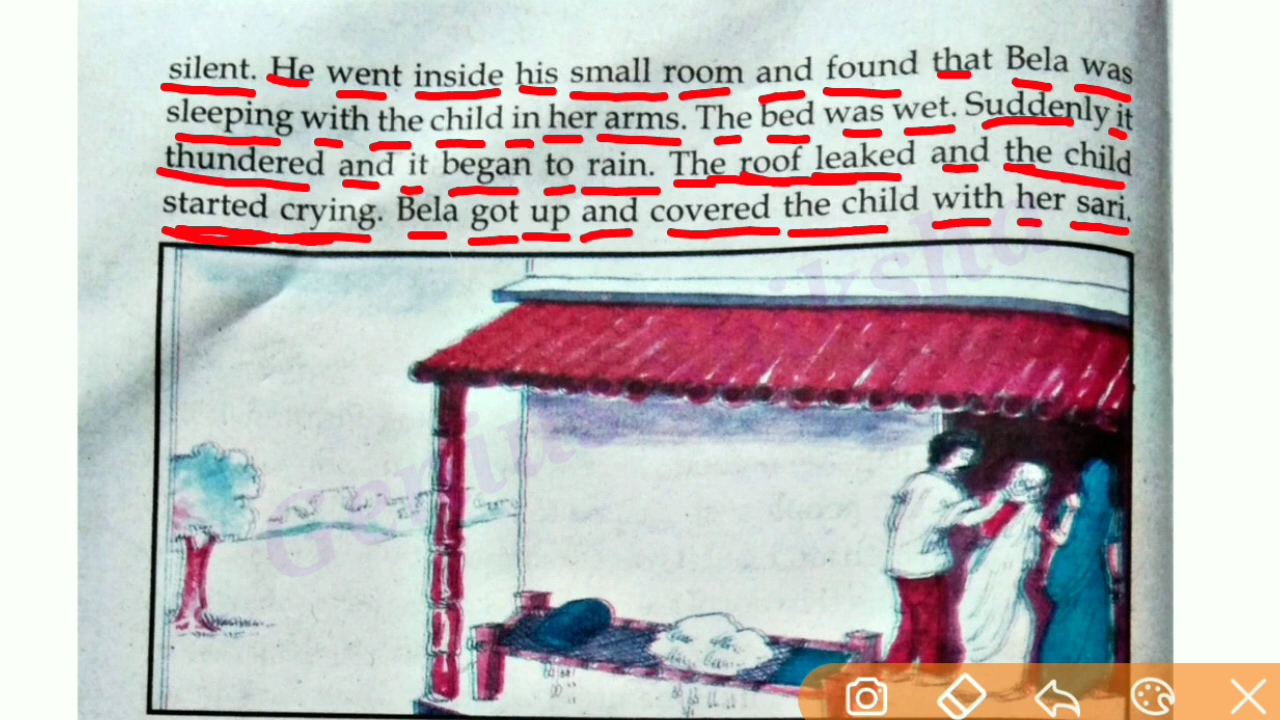 silent. He went inside his small room and found that Bela was
sleeping with the child in her arms. The bed was wet. Suddenly it
thundered and it began to rain. The roof leaked and the child
started crying. Bela got up and covered the child with her sari.
Genius Shiksha